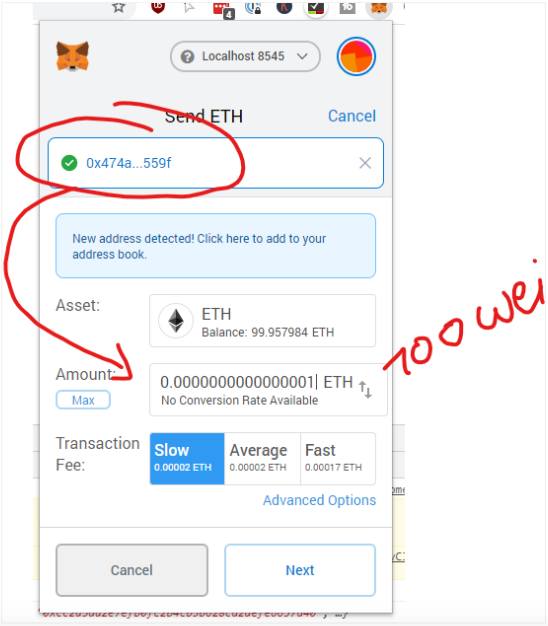 4
16
Localhost 8545
Send ETH
Cancel
0x474a...559f
New address detected! Click here to add to your
address book.
Asset:
ETH
Balance: 99.957984 ETH
100 wei
Amount:
Max
0.0000000000000001 ETH
No Conversion Rate Available
Transaction
Fee:
Slow
0.00002 ETH
Average
0.00002 ETH
Fast
0.00017 ETH
Advanced Options
Cancel
Next